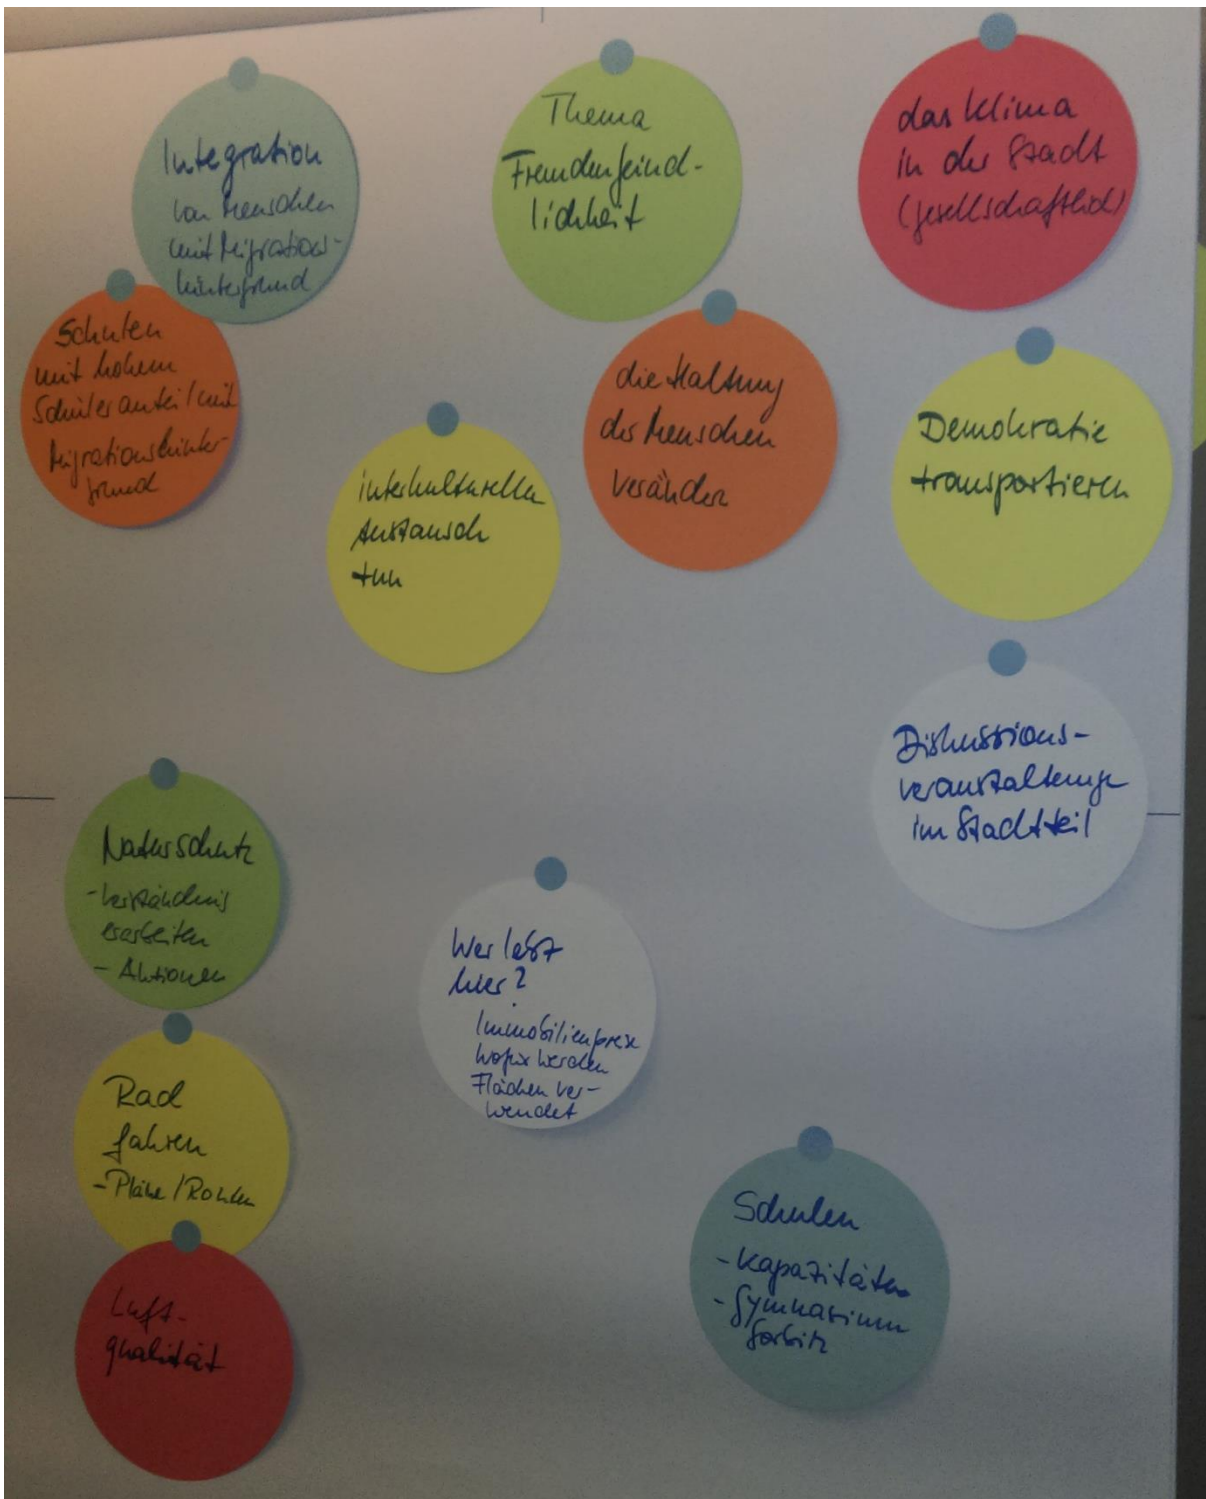 Integration
von Menschen
mit Migrations-
hintergrund
Thema
Fremdenfeind-
lichkeit
das Klima
in der Stadt
(gesellschaftlich)
Schulen
mit hohem
Schüleranteil mit
Migrationshinter-
grund
interkulturellen
Austausch
tun
die Haltung
der Menschen
verändern
Demokratie
transportieren
Diskussions-
veranstaltung
im Stadtteil
Naturschutz
- Verständnis
erarbeiten
- Aktionen
Wer lebt
hier?
Immobilienpreise
wofür werden
Flächen ver-
wendet
Rad
fahren
- Pläne / Routen
Luft-
qualität
Schulen
- Kapazitäten
- Gymnasium
Gorbitz